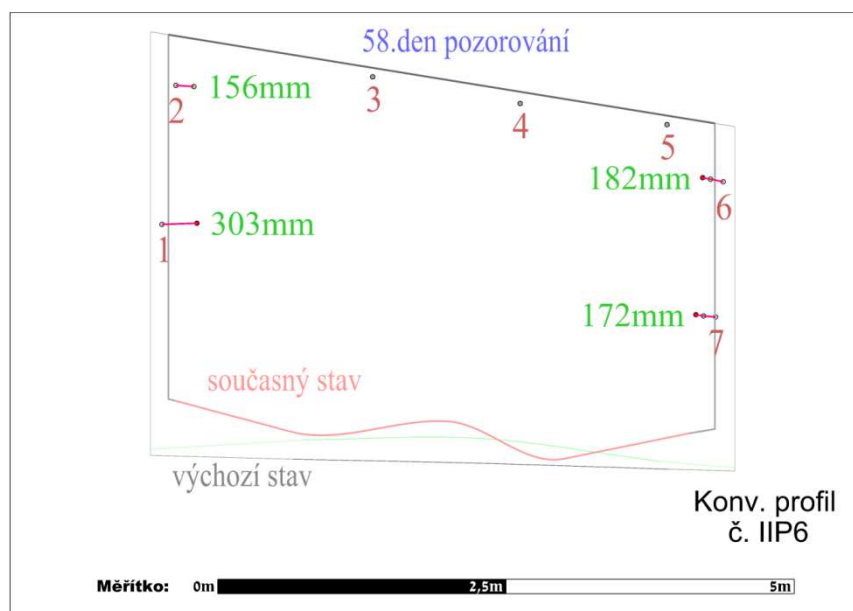 58.den pozorování
2
156mm
3
4
5
182mm
6
1
303mm
172mm
7
současný stav
výchozí stav
Konv. profil
č. IIP6
Měřítko: 0m 2,5m 5m